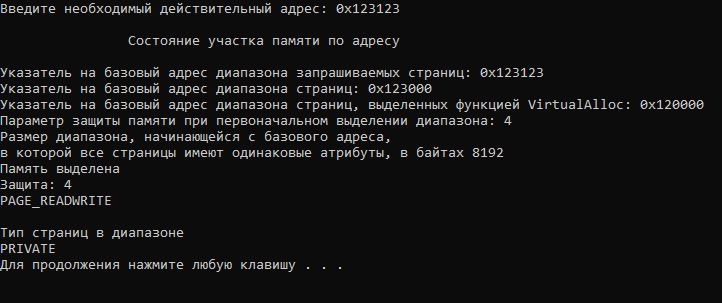 Введите необходимый действительный адрес: 0x123123
Состояние участка памяти по адресу
Указатель на базовый адрес диапазона запрашиваемых страниц: 0x123123
Указатель на базовый адрес диапазона страниц: 0x123000
Указатель на базовый адрес диапазона страниц, выделенных функцией VirtualAlloc: 0x120000
Параметр защиты памяти при первоначальном выделении диапазона: 4
Размер диапазона, начинающейся с базового адреса,
в которой все страницы имеют одинаковые атрибуты, в байтах 8192
Память выделена
Защита: 4
PAGE_READWRITE
Тип страниц в диапазоне
PRIVATE
Для продолжения нажмите любую клавишу . . .